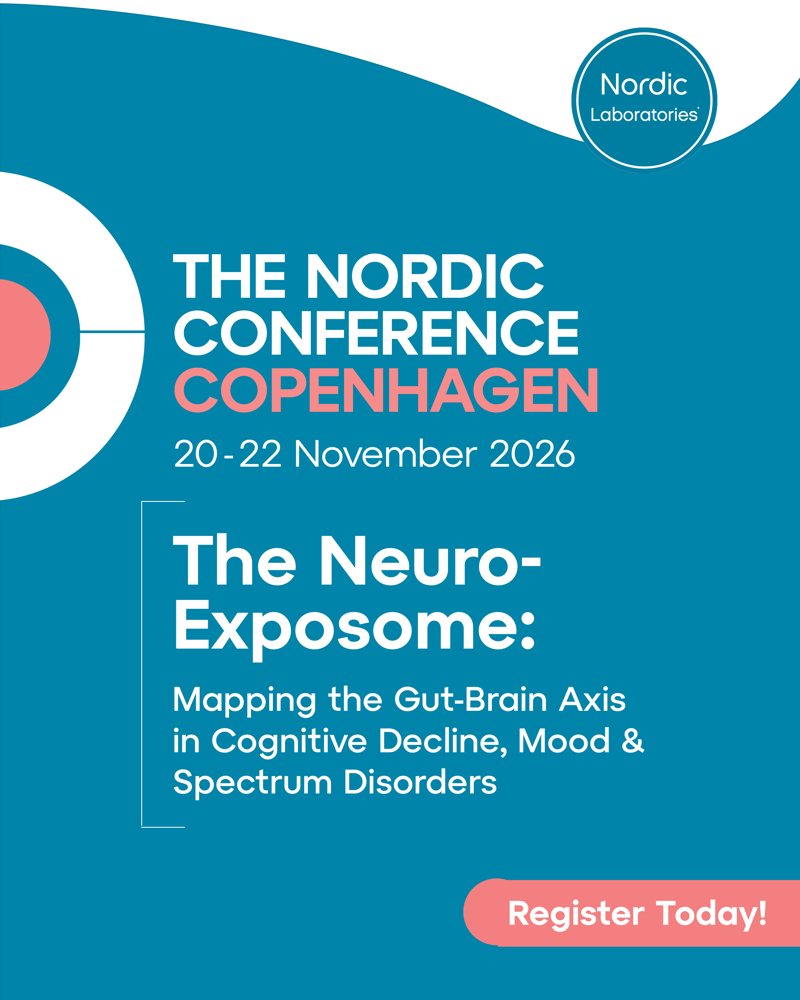 Nordic
Laboratories
THE NORDIC
CONFERENCE
COPENHAGEN
20-22 November 2026
The Neuro-
Exposome:
Mapping the Gut-Brain Axis
in Cognitive Decline, Mood &
Spectrum Disorders
Register Today!